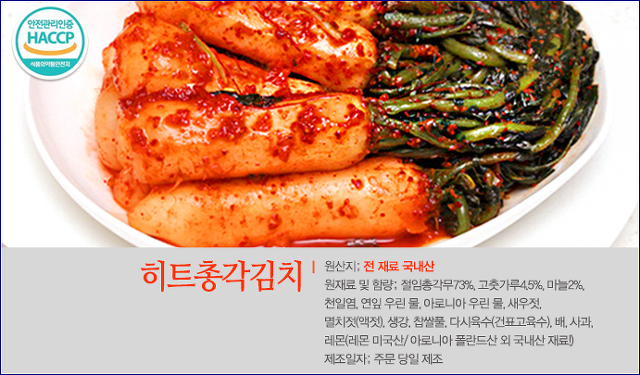 안전관리인증
HACCP
식품의약품안전처
히트총각김치
원산지; 전 재료 국내산
원재료 및 함량; 절임총각무73%, 고춧가루4.5%, 마늘2%,
천일염, 연잎 우린 물, 아로니아 우린 물, 새우젓,
멸치젓(액젓), 생강, 찹쌀풀, 다시육수(건표고육수), 배, 사과,
레몬(레몬 미국산/ 아로니아 폴란드산 외 국내산 재료!)
제조일자; 주문 당일 제조